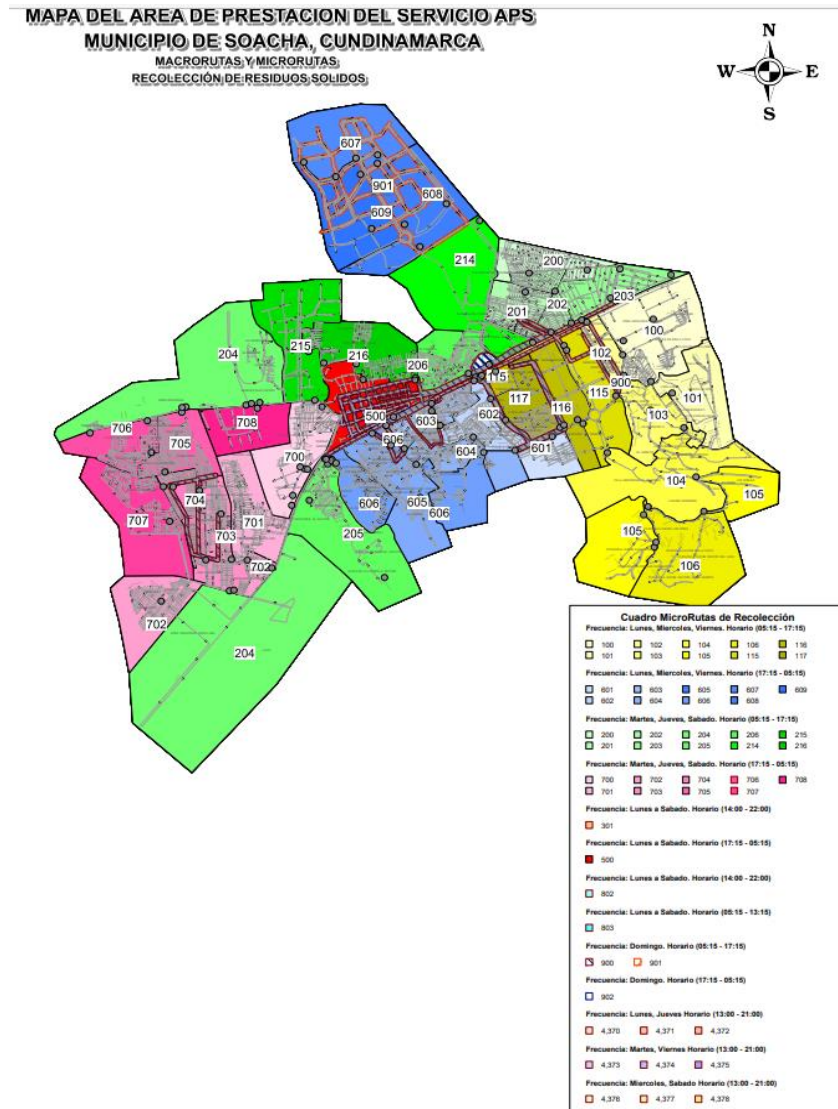 MAPA DEL AREA DE PRESTACION DEL SERVICIO APS
MUNICIPIO DE SOACHA, CUNDINAMARCA
MACRORUTAS Y MICRORUTAS
RECOLECCIÓN DE RESIDUOS SOLIDOS
N
W E
S
607
901
608
609
214
200
201
202
203
100
204
215
216
206
102
115
900
101
117
115
103
708
706
705
500
602
116
603
601
606
604
700
104
105
704
707
701
606
605
606
703
205
105
106
702
702
204
Cuadro MicroRutas de Recolección
Frecuencia: Lunes, Miercoles, Viernes. Horario (05:15 - 17:15)
100 102 104 106 116
101 103 105 115 117
Frecuencia: Lunes, Miercoles, Viernes. Horario (17:15 - 05:15)
601 603 605 607 609
602 604 606 608
Frecuencia: Martes, Jueves, Sabado. Horario (05:15 - 17:15)
200 202 204 206 215
201 203 205 214 216
Frecuencia: Martes, Jueves, Sabado. Horario (17:15 - 05:15)
700 702 704 706 708
701 703 705 707
Frecuencia: Lunes a Sabado. Horario (14:00 - 22:00)
301
Frecuencia: Lunes a Sabado. Horario (17:15 - 05:15)
500
Frecuencia: Lunes a Sabado. Horario (14:00 - 22:00)
802
Frecuencia: Lunes a Sabado. Horario (05:15 - 13:15)
803
Frecuencia: Domingo. Horario (05:15 - 17:15)
900 901
Frecuencia: Domingo. Horario (17:15 - 05:15)
902
Frecuencia: Lunes, Jueves Horario (13:00 - 21:00)
4,370 4,371 4,372
Frecuencia: Martes, Viernes Horario (13:00 - 21:00)
4,373 4,374 4,375
Frecuencia: Miercoles, Sabado Horario (13:00 - 21:00)
4,376 4,377 4,378